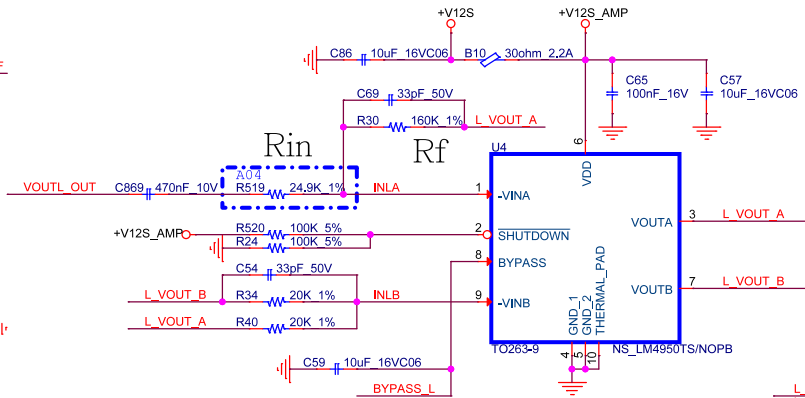 +V12S
+V12S_AMP
C86 10uF_16VC06
B10 30ohm_2.2A
C69 33pF_50V
C65
100nF_16V
C57
10uF_16VC06
R30 160K_1% L_VOUT_A
Rin
Rf
U4
6
VDD
A04
VOUTL_OUT C869 470nF_10V R519 24.9K_1% INLA 1 -VINA
VOUTA 3 L_VOUT_A
+V12S_AMP R520 100K_5% 2 SHUTDOWN
R24 100K_5%
8 BYPASS
C54 33pF_50V
L_VOUT_B R34 20K_1% INLB 9 -VINB
VOUTB 7 L_VOUT_B
L_VOUT_A R40 20K_1%
GND_1
GND_2
THERMAL_PAD
TO263-9 4 5 10 NS_LM4950TS/NOPB
C59 10uF_16VC06
BYPASS_L